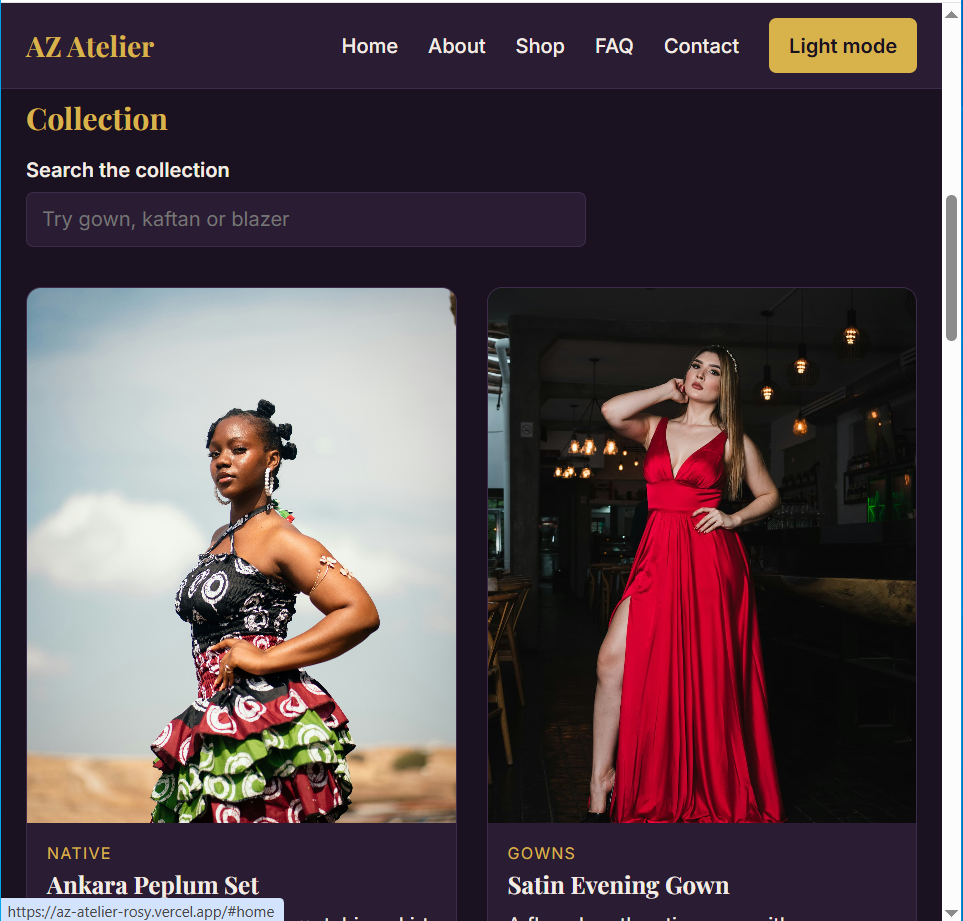 AZ Atelier Home About Shop FAQ Contact Light mode
Collection
Search the collection
Try gown, kaftan or blazer
NATIVE
Ankara Peplum Set
GOWNS
Satin Evening Gown
https://az-atelier-rosy.vercel.app/#home